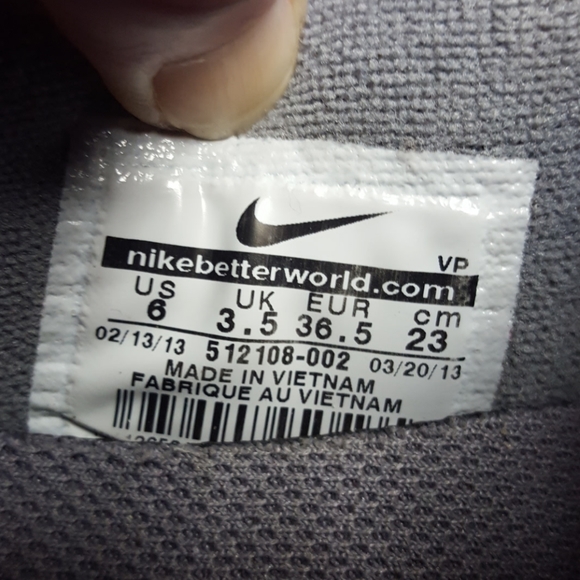 VP
nikebetterworld.com
US UK EUR cm
6 3.5 36.5 23
02/13/13 512108-002 03/20/13
MADE IN VIETNAM
FABRIQUE AU VIETNAM